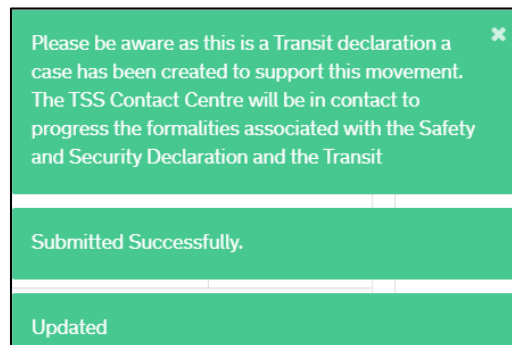 Please be aware as this is a Transit declaration a
case has been created to support this movement.
The TSS Contact Centre will be in contact to
progress the formalities associated with the Safety
and Security Declaration and the Transit
Submitted Successfully.
Updated